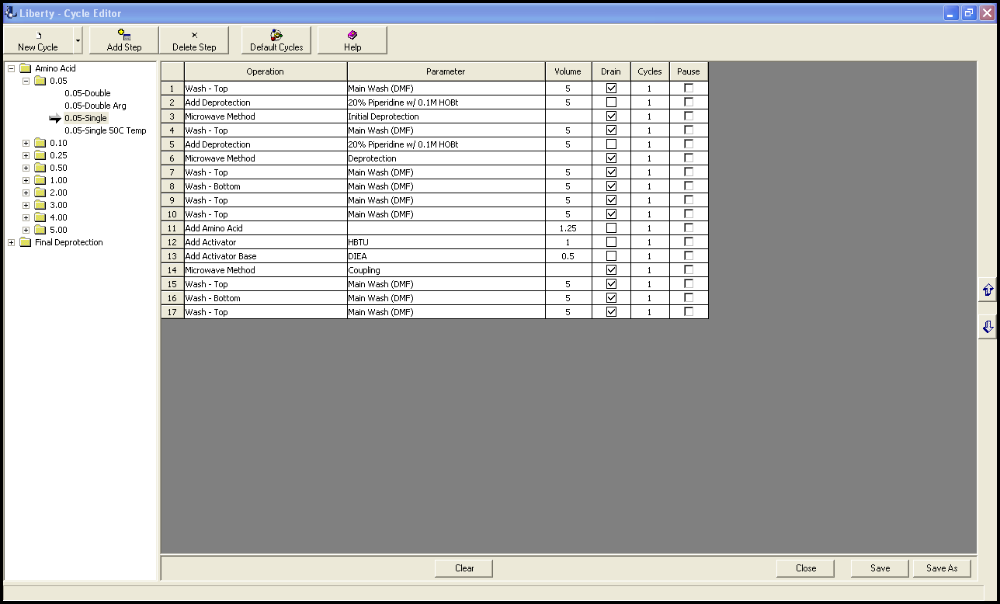 Liberty - Cycle Editor
New Cycle Add Step Delete Step Default Cycles Help
Amino Acid
0.05
0.05-Double
0.05-Double Arg
0.05-Single
0.05-Single 50C Temp
0.10
0.25
0.50
1.00
2.00
3.00
4.00
5.00
Final Deprotection
Operation Parameter Volume Drain Cycles Pause
1 Wash - Top Main Wash (DMF) 5 1
2 Add Deprotection 20% Piperidine w/ 0.1M HOBt 5 1
3 Microwave Method Initial Deprotection 1
4 Wash - Top Main Wash (DMF) 5 1
5 Add Deprotection 20% Piperidine w/ 0.1M HOBt 5 1
6 Microwave Method Deprotection 1
7 Wash - Top Main Wash (DMF) 5 1
8 Wash - Bottom Main Wash (DMF) 5 1
9 Wash - Top Main Wash (DMF) 5 1
10 Wash - Top Main Wash (DMF) 5 1
11 Add Amino Acid 1.25 1
12 Add Activator HBTU 1 1
13 Add Activator Base DIEA 0.5 1
14 Microwave Method Coupling 1
15 Wash - Top Main Wash (DMF) 5 1
16 Wash - Bottom Main Wash (DMF) 5 1
17 Wash - Top Main Wash (DMF) 5 1
Clear Close Save Save As